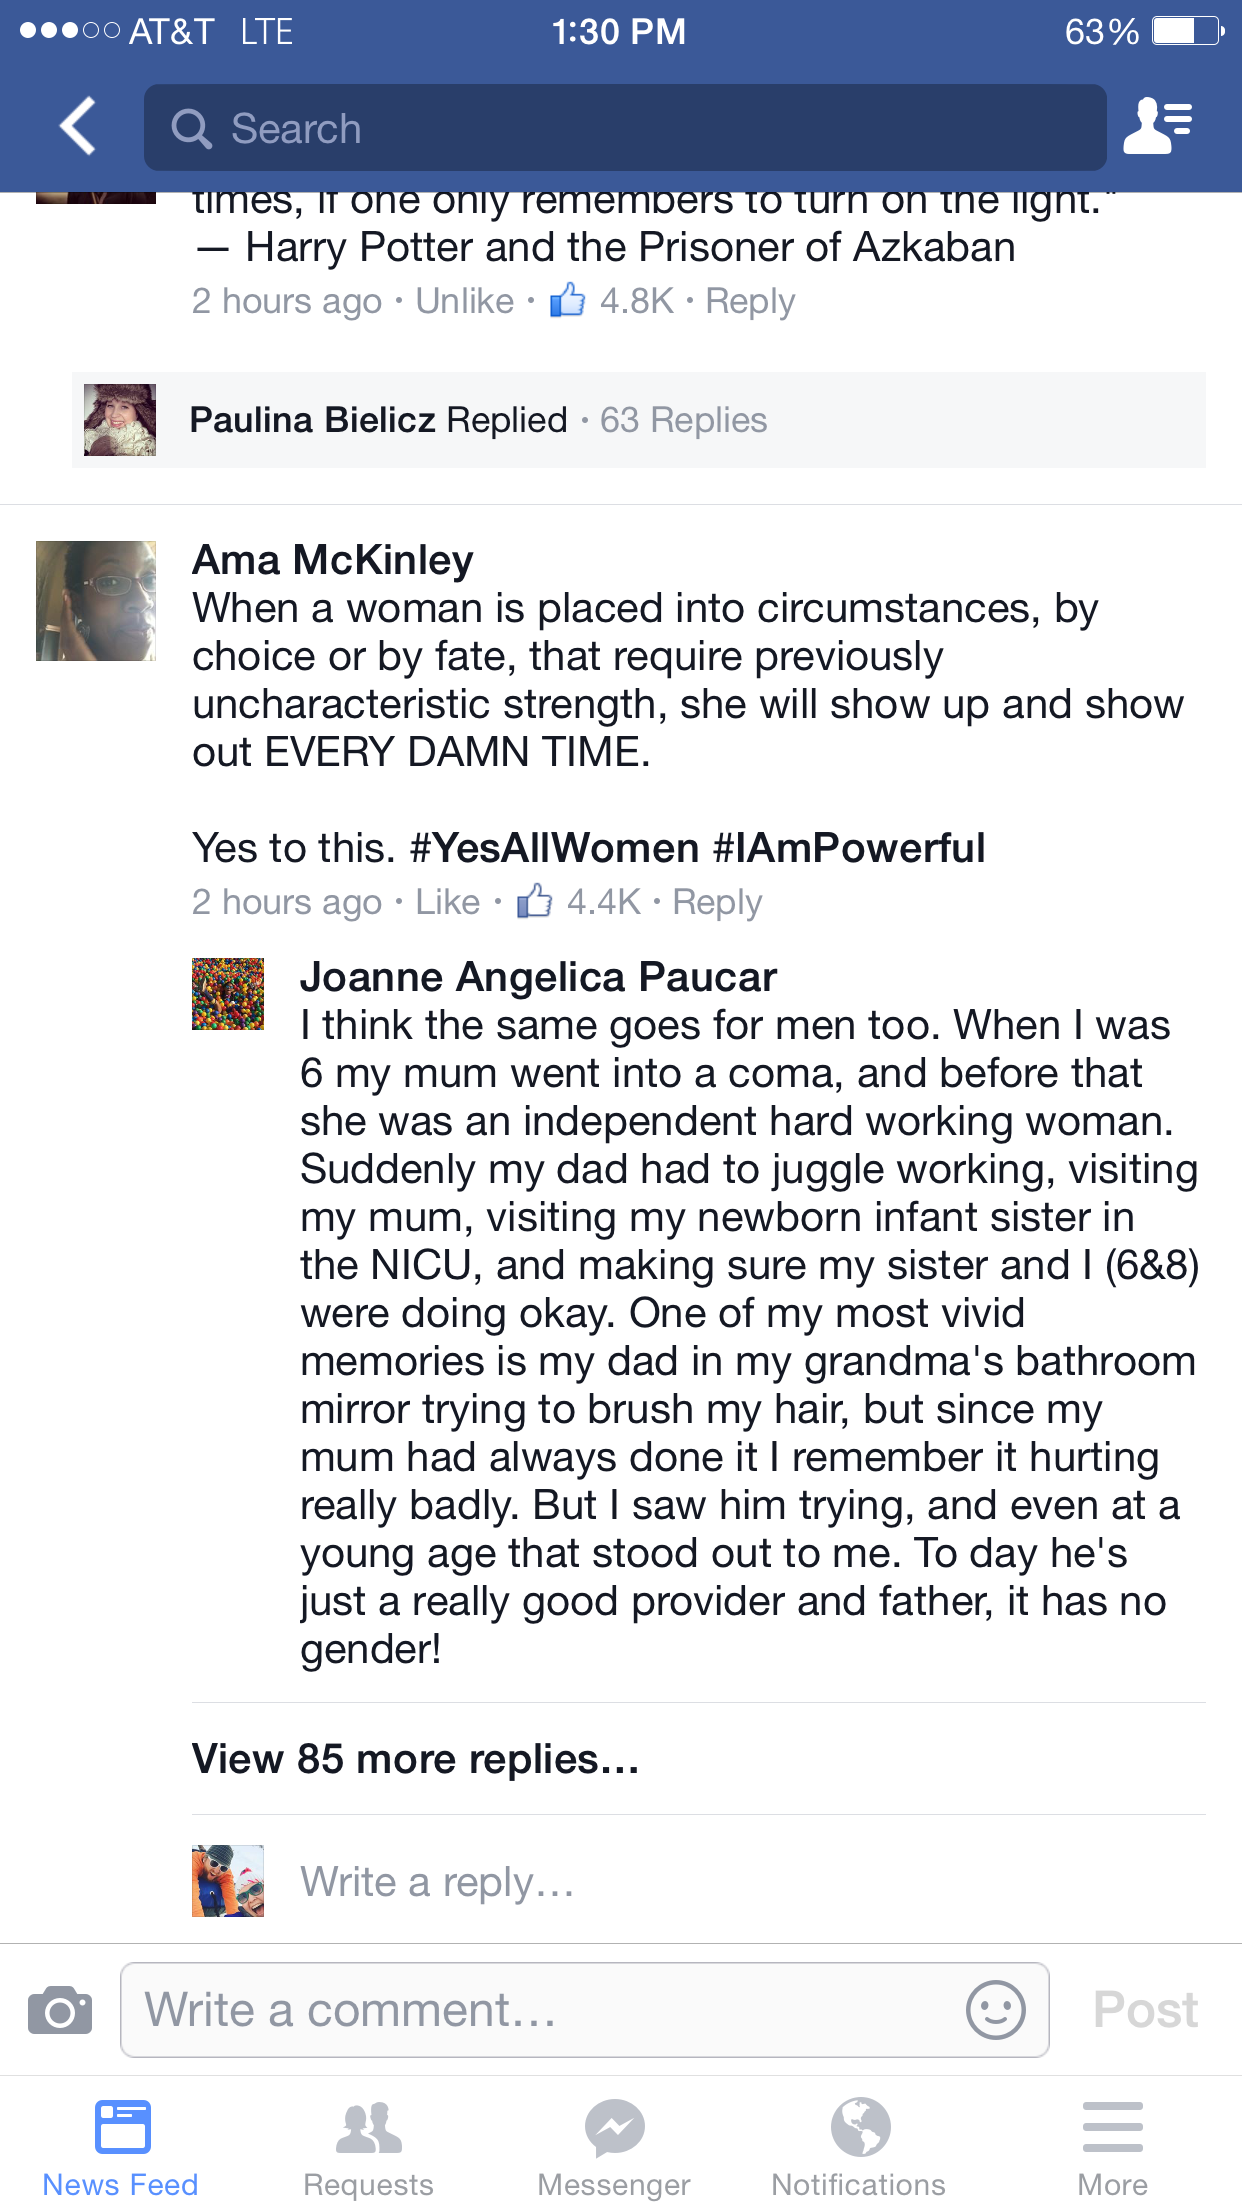 AT&T LTE 1:30 PM 63%
Search
times, if one only remembers to turn on the light."
— Harry Potter and the Prisoner of Azkaban
2 hours ago · Unlike · 4.8K · Reply
Paulina Bielicz Replied · 63 Replies
Ama McKinley
When a woman is placed into circumstances, by
choice or by fate, that require previously
uncharacteristic strength, she will show up and show
out EVERY DAMN TIME.
Yes to this. #YesAllWomen #IAmPowerful
2 hours ago · Like · 4.4K · Reply
Joanne Angelica Paucar
I think the same goes for men too. When I was
6 my mum went into a coma, and before that
she was an independent hard working woman.
Suddenly my dad had to juggle working, visiting
my mum, visiting my newborn infant sister in
the NICU, and making sure my sister and I (6&8)
were doing okay. One of my most vivid
memories is my dad in my grandma's bathroom
mirror trying to brush my hair, but since my
mum had always done it I remember it hurting
really badly. But I saw him trying, and even at a
young age that stood out to me. To day he's
just a really good provider and father, it has no
gender!
View 85 more replies...
Write a reply...
Write a comment... Post
News Feed Requests Messenger Notifications More